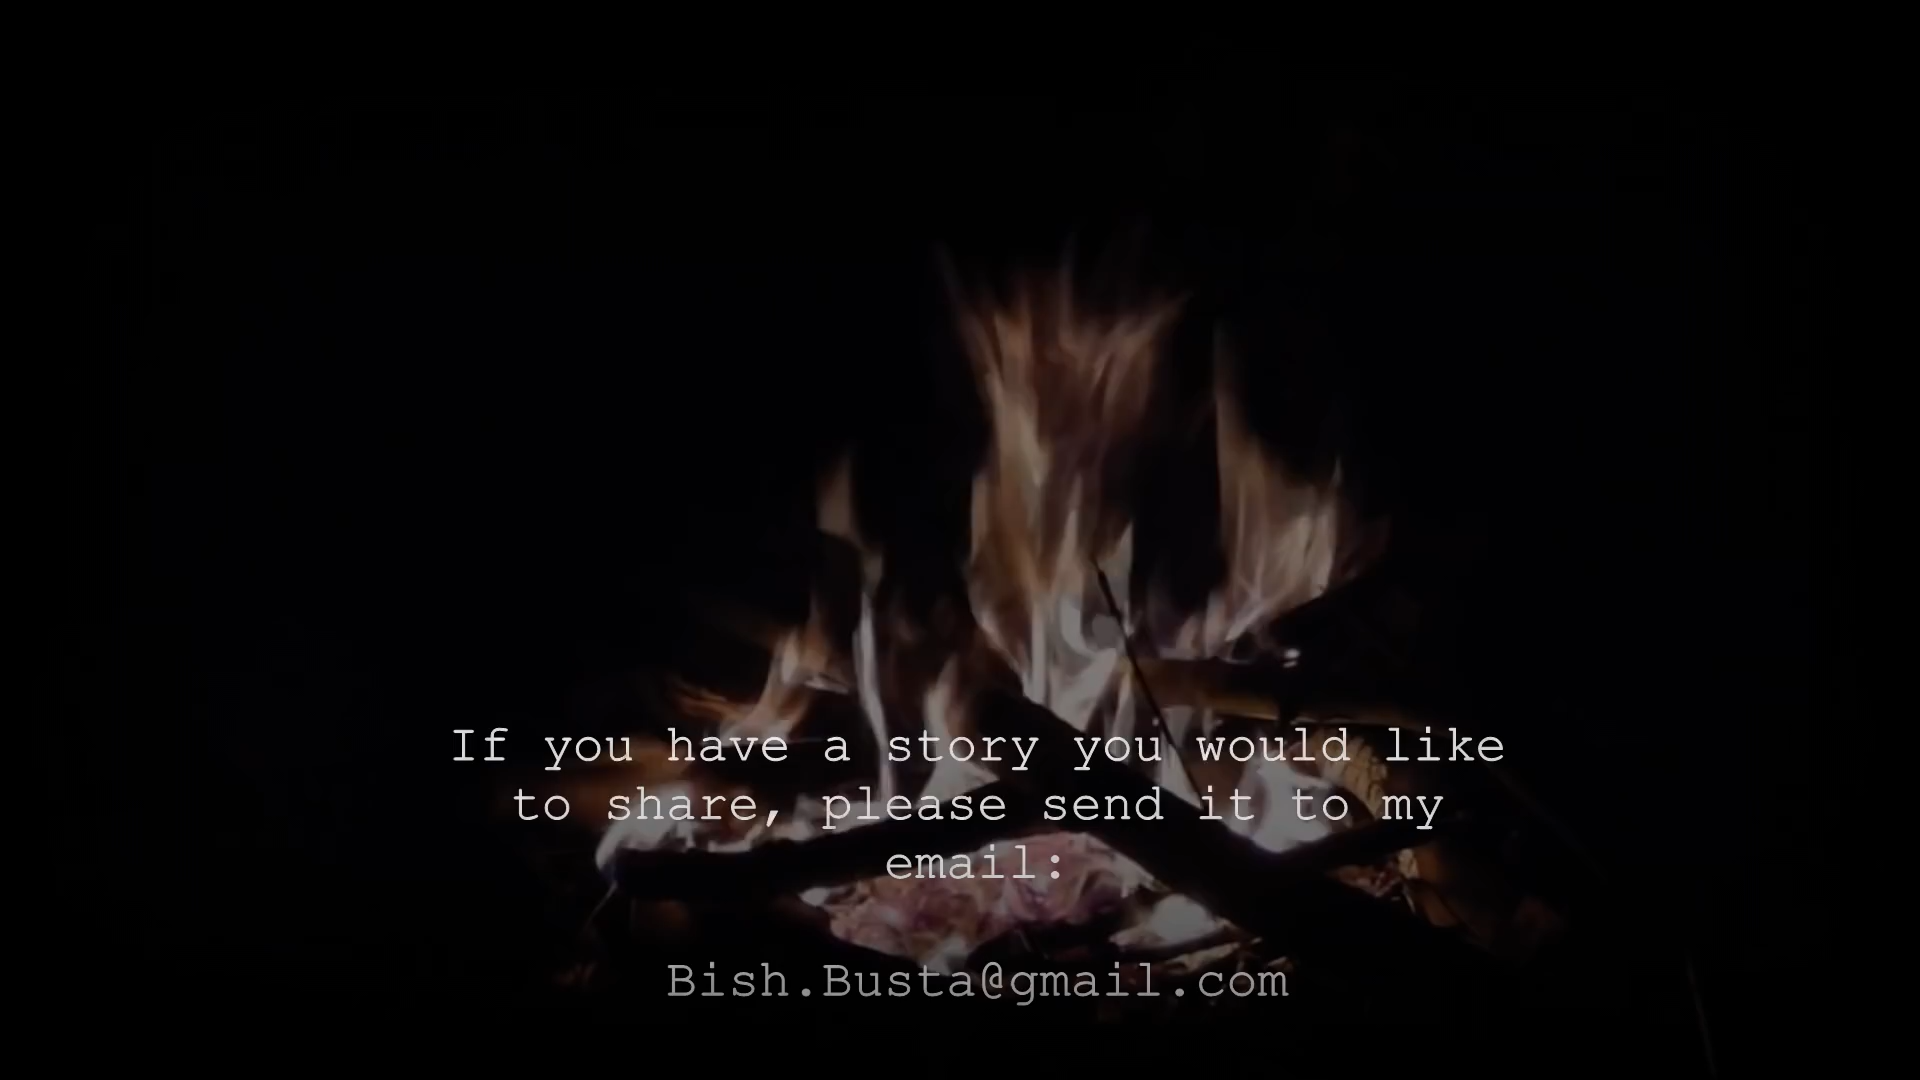 If you have a story you would like
to share, please send it to my
email:
Bish.Busta@gmail.com